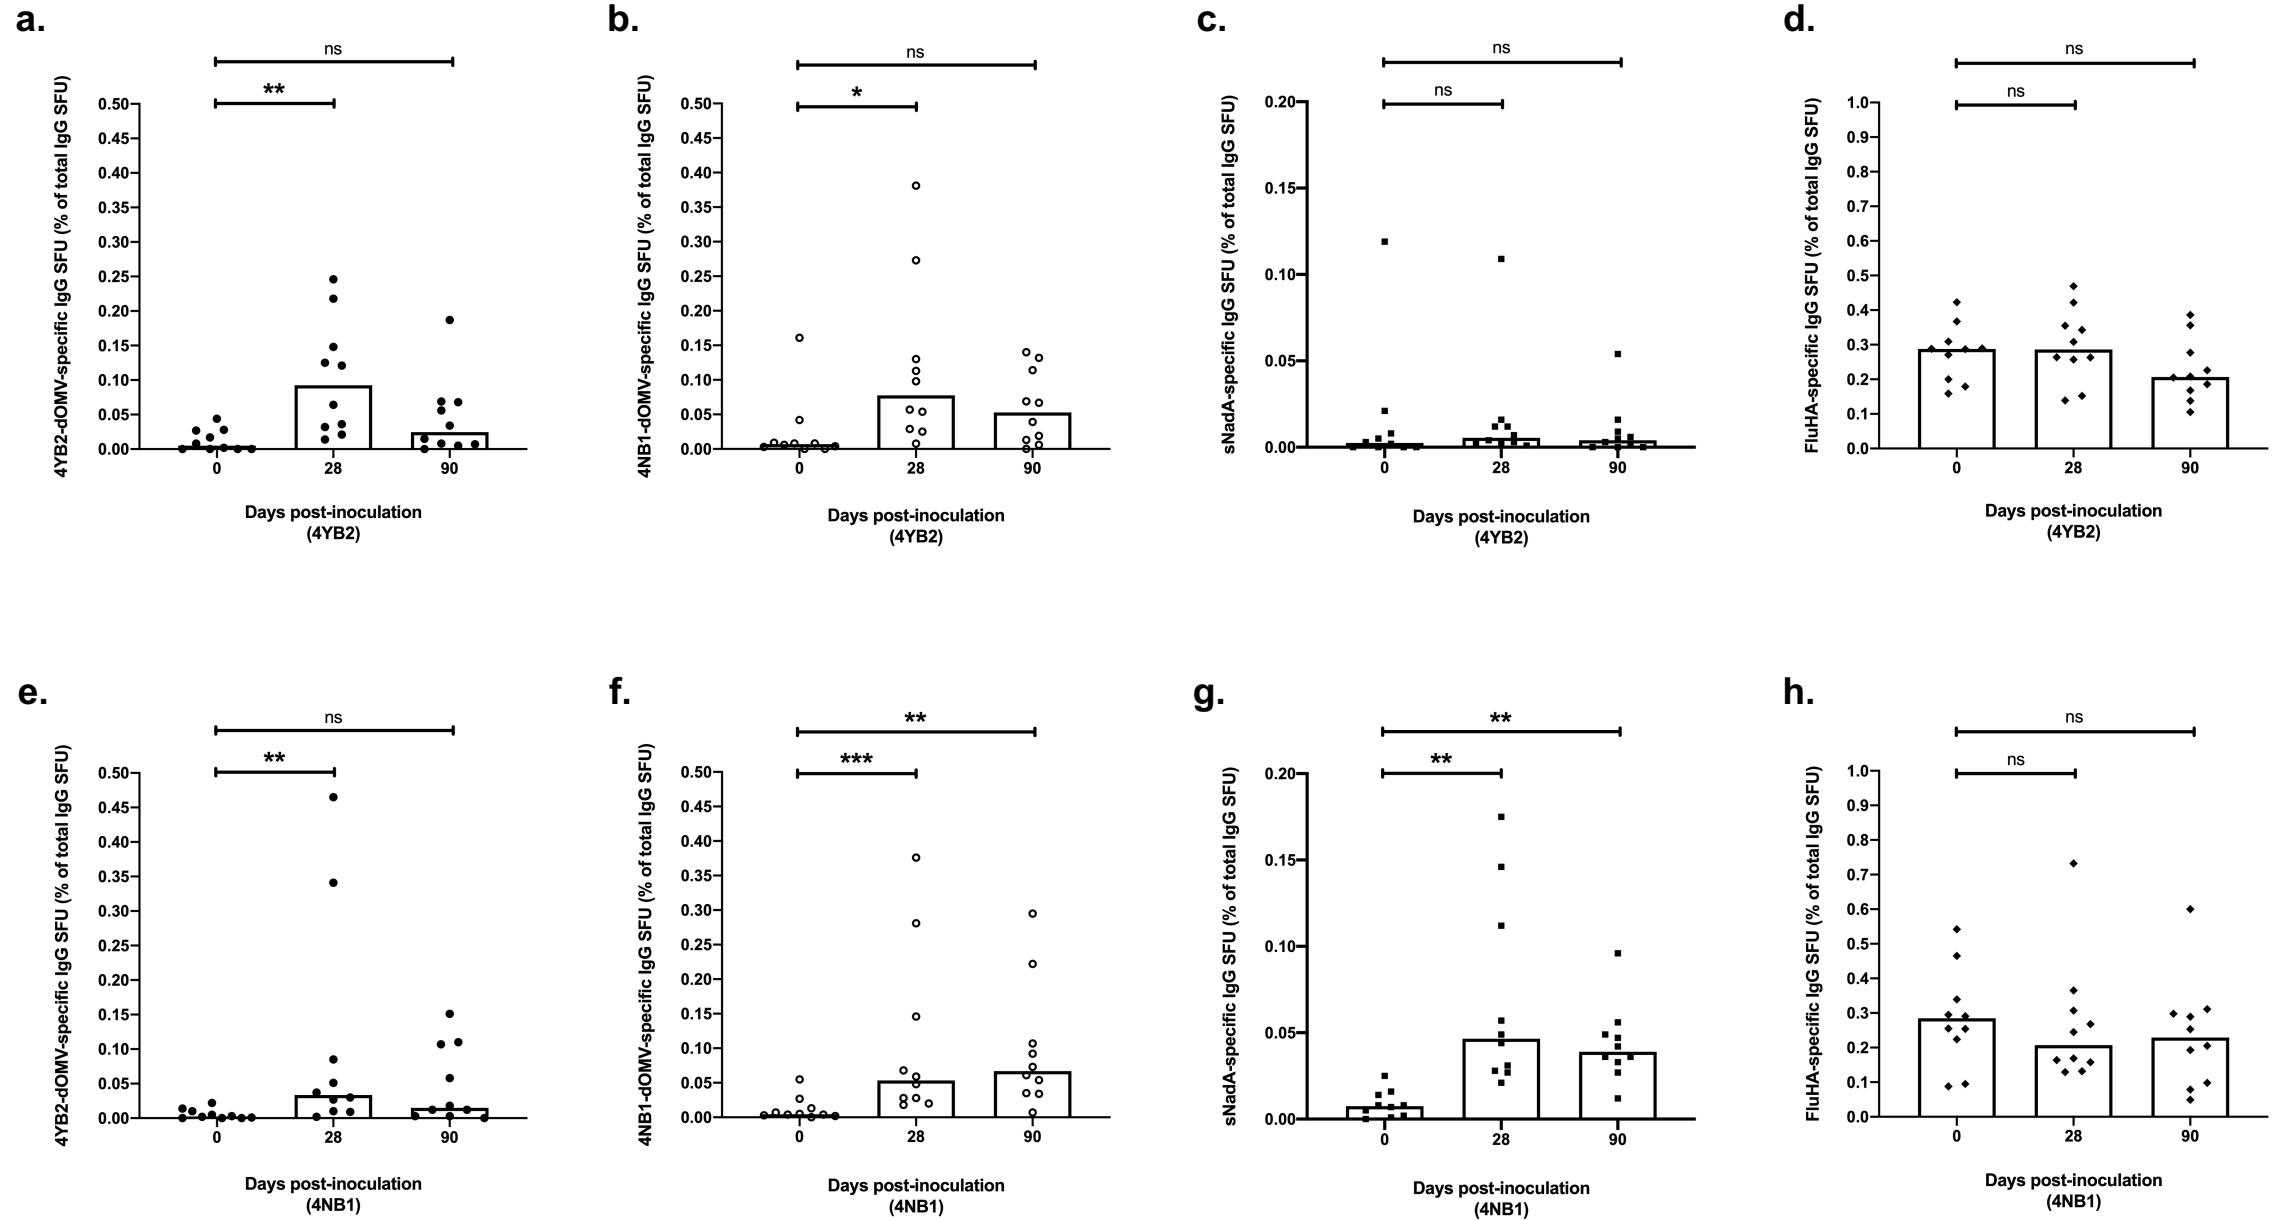 a.
ns
**
4YB2-dOMV-specific IgG SFU (% of total IgG SFU)
0.50
0.45
0.40
0.35
0.30
0.25
0.20
0.15
0.10
0.05
0.00
0 28 90
Days post-inoculation
(4YB2)
b.
ns
*
4NB1-dOMV-specific IgG SFU (% of total IgG SFU)
0.50
0.45
0.40
0.35
0.30
0.25
0.20
0.15
0.10
0.05
0.00
0 28 90
Days post-inoculation
(4YB2)
c.
ns
ns
sNadA-specific IgG SFU (% of total IgG SFU)
0.20
0.15
0.10
0.05
0.00
0 28 90
Days post-inoculation
(4YB2)
d.
ns
ns
FluHA-specific IgG SFU (% of total IgG SFU)
1.0
0.9
0.8
0.7
0.6
0.5
0.4
0.3
0.2
0.1
0.0
0 28 90
Days post-inoculation
(4YB2)
e.
ns
**
4YB2-dOMV-specific IgG SFU (% of total IgG SFU)
0.50
0.45
0.40
0.35
0.30
0.25
0.20
0.15
0.10
0.05
0.00
0 28 90
Days post-inoculation
(4NB1)
f.
**
***
4NB1-dOMV-specific IgG SFU (% of total IgG SFU)
0.50
0.45
0.40
0.35
0.30
0.25
0.20
0.15
0.10
0.05
0.00
0 28 90
Days post-inoculation
(4NB1)
g.
**
**
sNadA-specific IgG SFU (% of total IgG SFU)
0.20
0.15
0.10
0.05
0.00
0 28 90
Days post-inoculation
(4NB1)
h.
ns
ns
FluHA-specific IgG SFU (% of total IgG SFU)
1.0
0.9
0.8
0.7
0.6
0.5
0.4
0.3
0.2
0.1
0.0
0 28 90
Days post-inoculation
(4NB1)